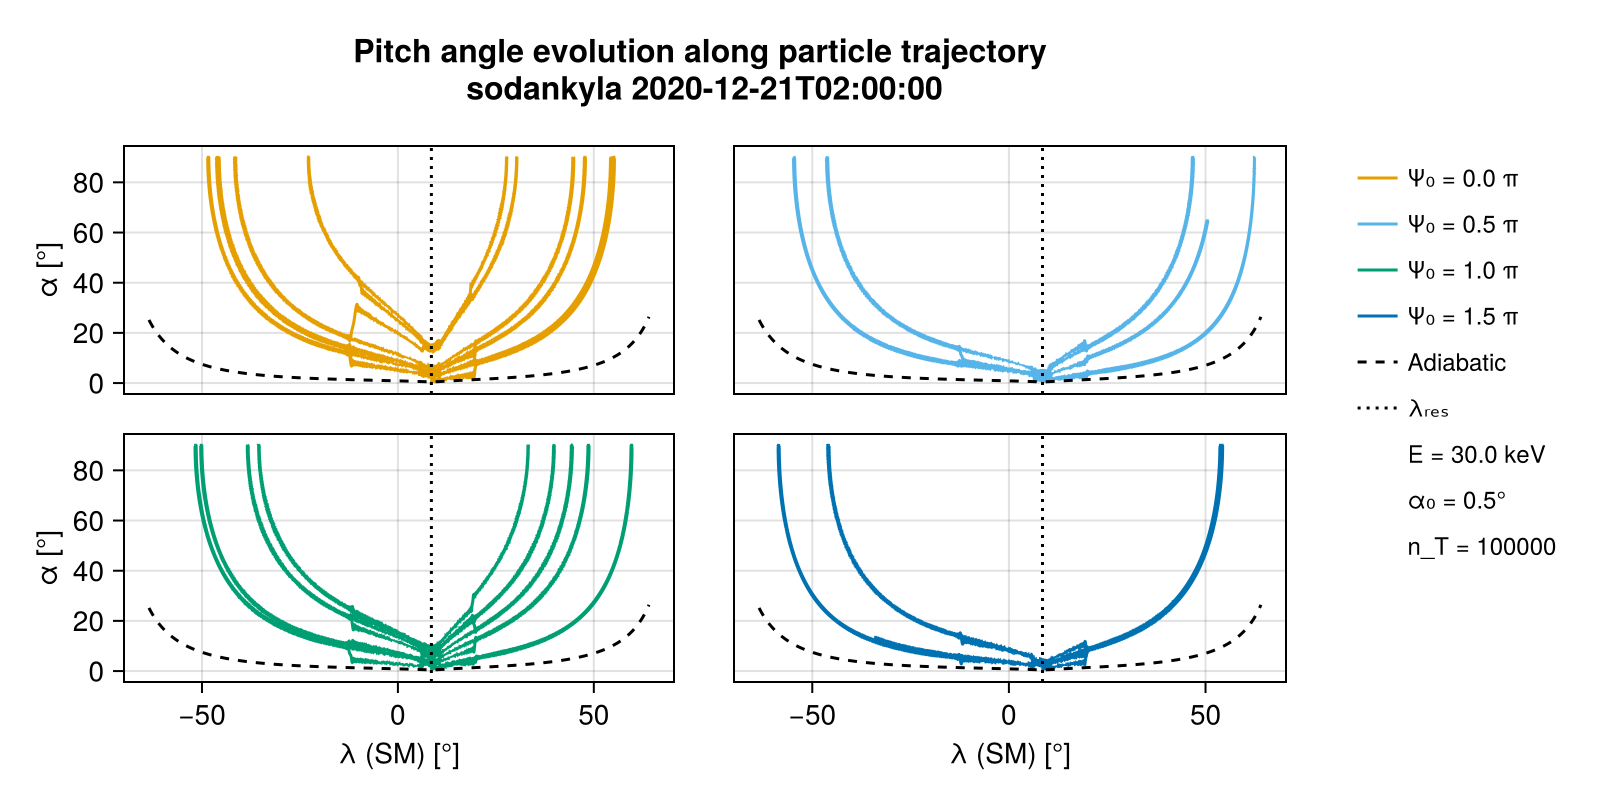 Pitch angle evolution along particle trajectory
sodankyla 2020-12-21T02:00:00
α [°]
80
60
40
20
0
α [°]
80
60
40
20
0
−50
0
50
−50
0
50
λ (SM) [°]
λ (SM) [°]
Ψ₀ = 0.0 π
Ψ₀ = 0.5 π
Ψ₀ = 1.0 π
Ψ₀ = 1.5 π
Adiabatic
λᵣₑₛ
E = 30.0 keV
α₀ = 0.5°
n_T = 100000